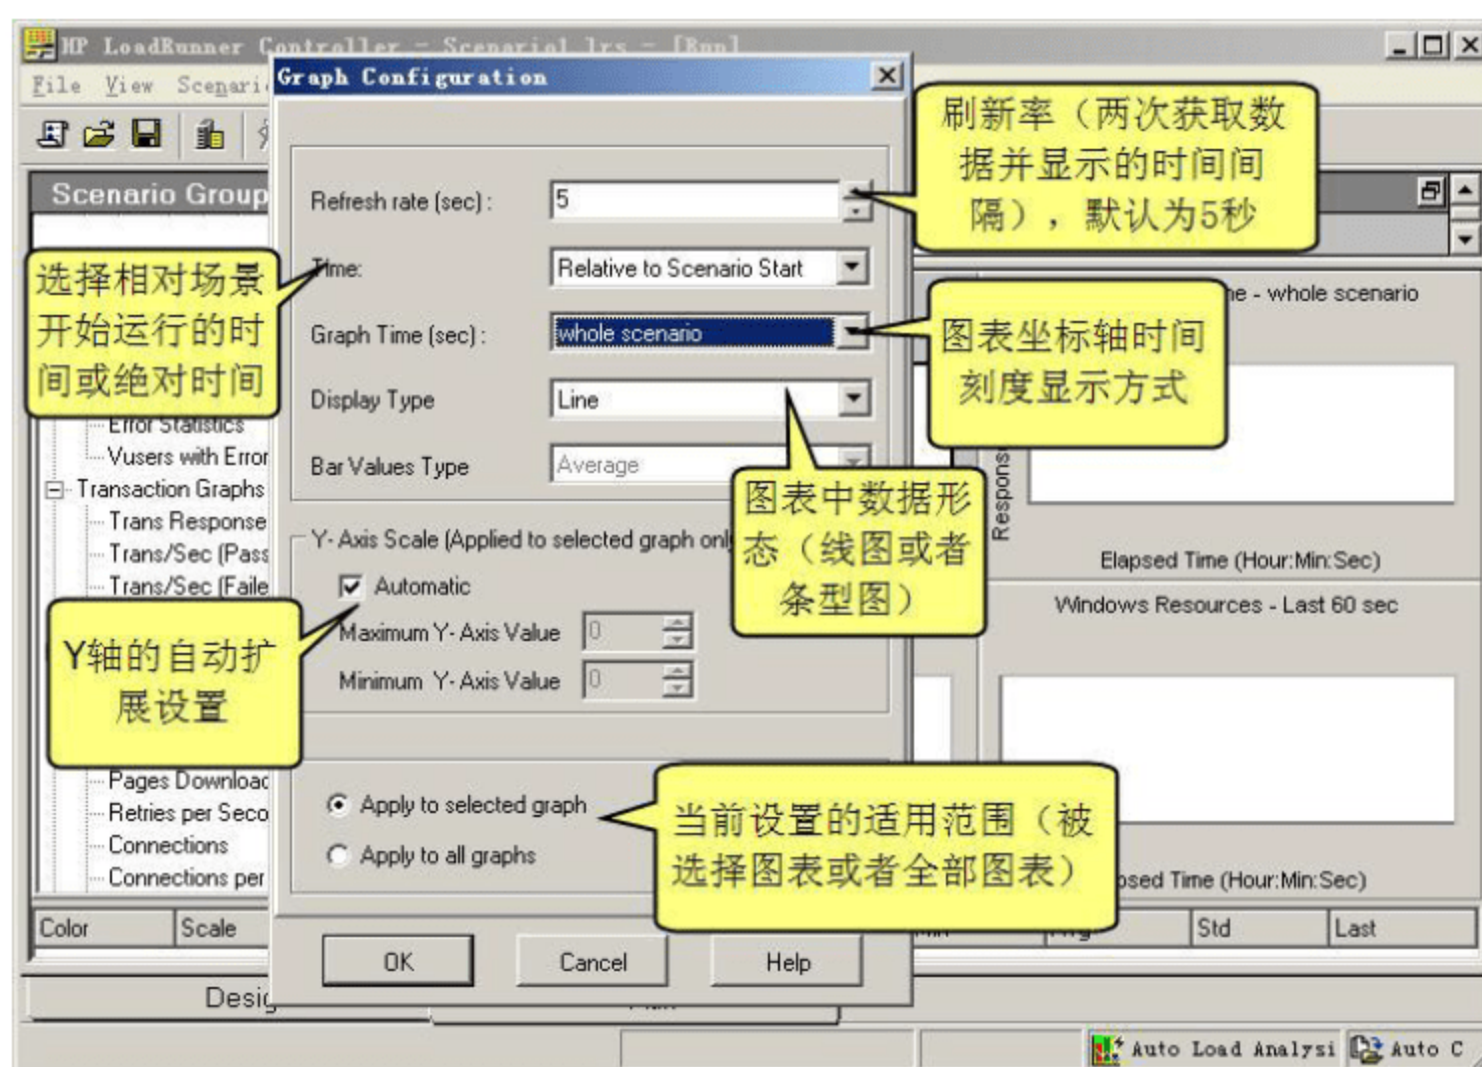 HP LoadRunner Controller - Scenario1.lrs - [Run]
File View Scenario
Graph Configuration
刷新率（两次获取数
据并显示的时间间
隔），默认为5秒
Scenario Group
Refresh rate (sec) : 5
选择相对场景
开始运行的时
间或绝对时间
Time: Relative to Scenario Start
Graph Time (sec) : whole scenario
图表坐标轴时间
刻度显示方式
- whole scenario
Display Type Line
Bar Values Type Average
图表中数据形
态（线图或者
条型图）
Error Statistics
Vusers with Error
Transaction Graphs
Trans Response
Trans/Sec (Pass
Trans/Sec (Faile
Response
Elapsed Time (Hour:Min:Sec)
Y- Axis Scale (Applied to selected graph only
Automatic
Maximum Y- Axis Value 0
Minimum Y- Axis Value 0
Y轴的自动扩
展设置
Windows Resources - Last 60 sec
Pages Download
Retries per Seco
Connections
Connections per
Apply to selected graph
Apply to all graphs
当前设置的适用范围（被
选择图表或者全部图表）
Time (Hour:Min:Sec)
Color Scale Std Last
OK Cancel Help
Desig
Auto Load Analysi Auto C